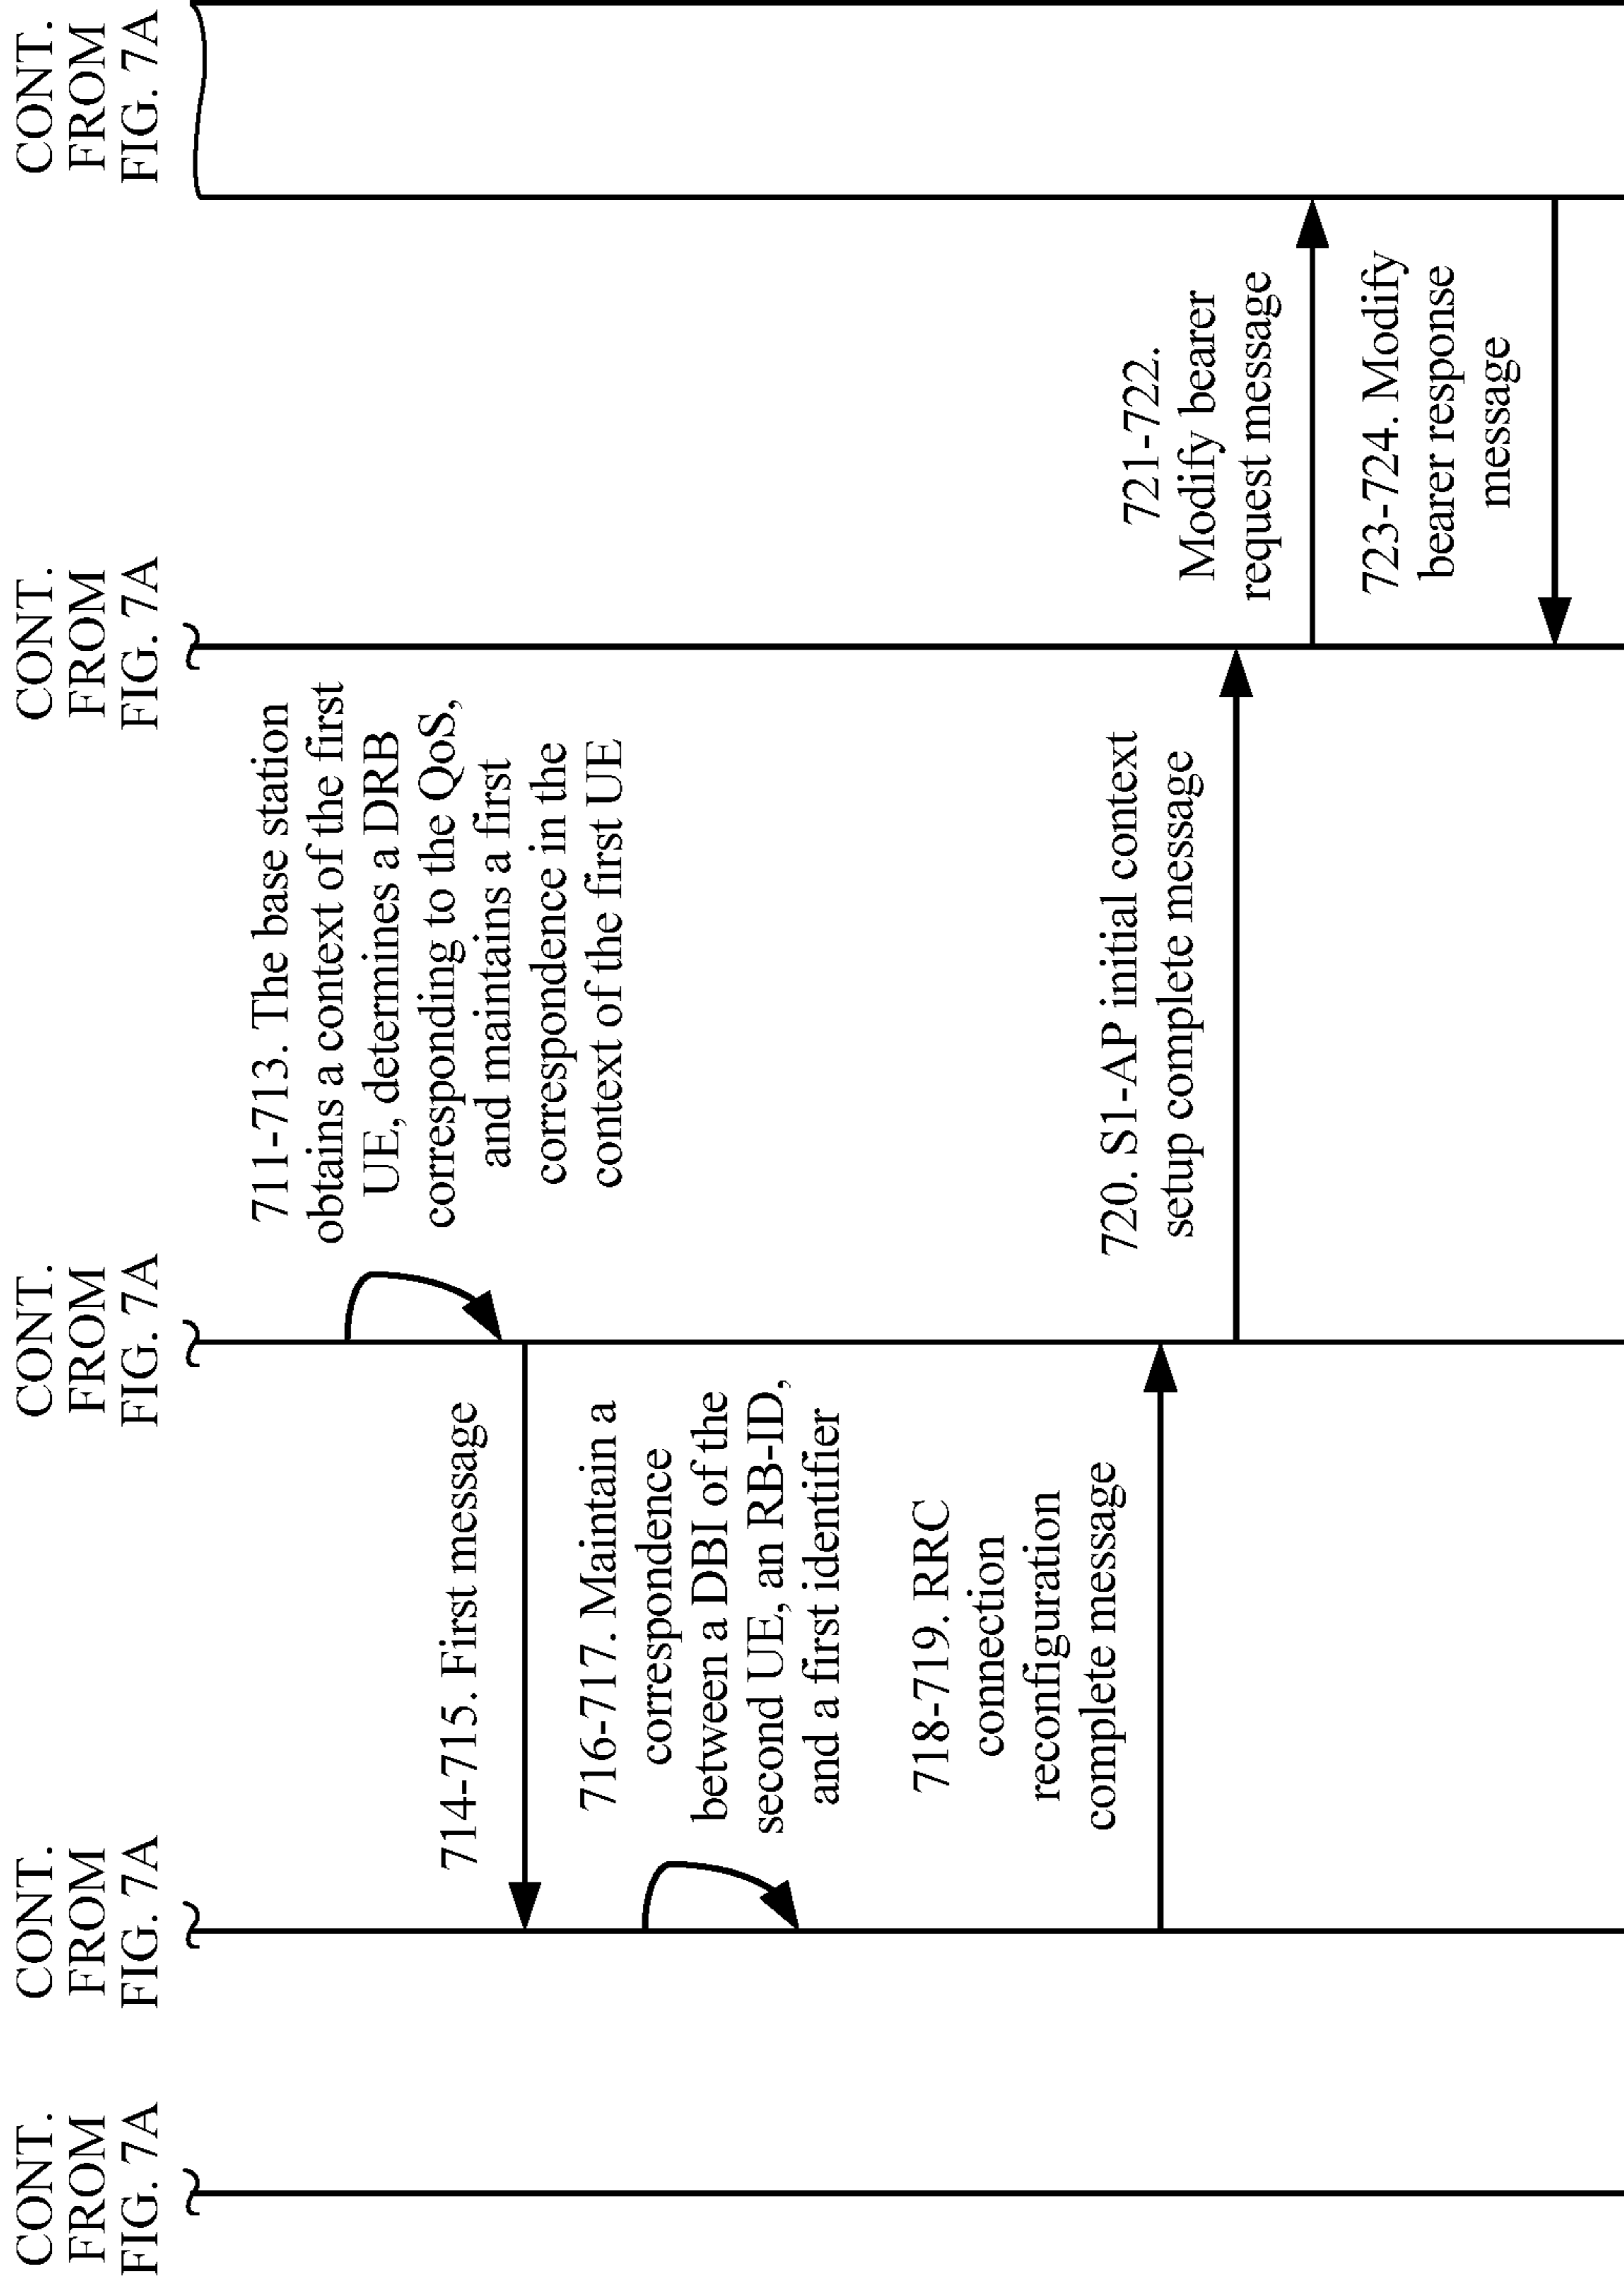 CONT.
FROM
FIG. 7A
CONT.
FROM
FIG. 7A
CONT.
FROM
FIG. 7A
CONT.
FROM
FIG. 7A
CONT.
FROM
FIG. 7A
711-713. The base station
obtains a context of the first
UE, determines a DRB
corresponding to the QoS,
and maintains a first
correspondence in the
context of the first UE
714-715. First message
716-717. Maintain a
correspondence
between a DBI of the
second UE, an RB-ID,
and a first identifier
718-719. RRC
connection
reconfiguration
complete message
720. S1-AP initial context
setup complete message
721-722.
Modify bearer
request message
723-724. Modify
bearer response
message